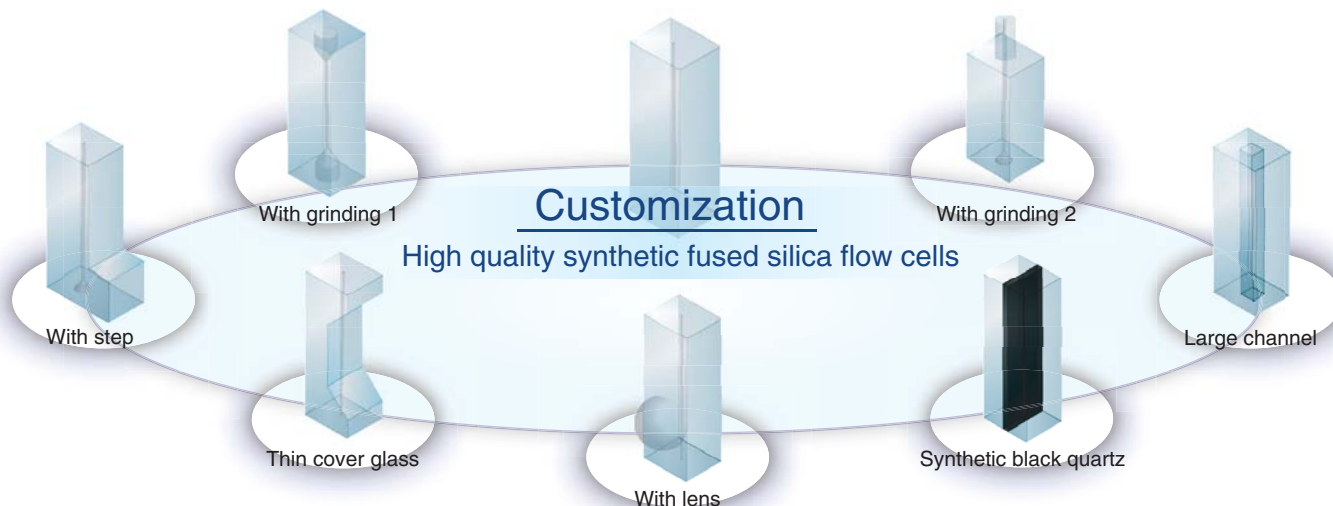 With grinding 1
With grinding 2
Customization
High quality synthetic fused silica flow cells
With step
Large channel
Thin cover glass
Synthetic black quartz
With lens